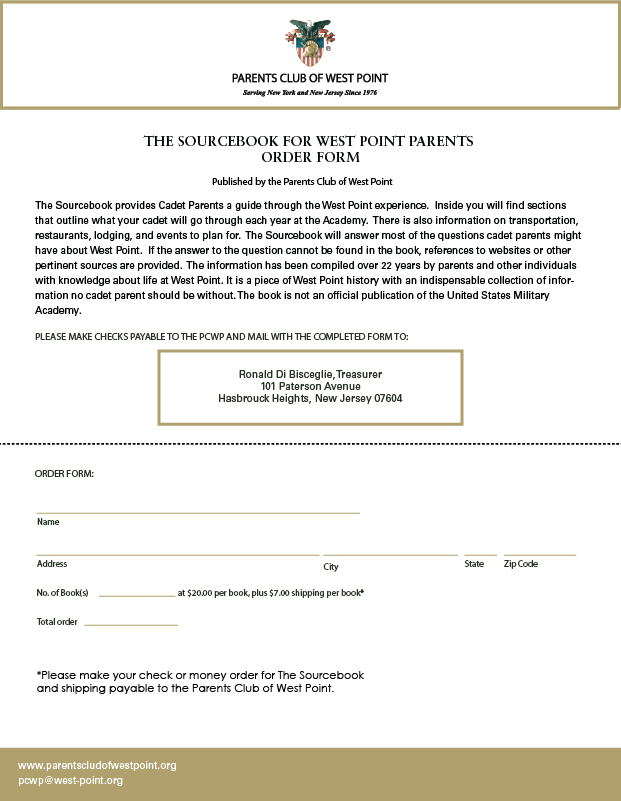 ®
PARENTS CLUB OF WEST POINT
Serving New York and New Jersey Since 1976
THE SOURCEBOOK FOR WEST POINT PARENTS
ORDER FORM
Published by the Parents Club of West Point
The Sourcebook provides Cadet Parents a guide through the West Point experience. Inside you will find sections
that outline what your cadet will go through each year at the Academy. There is also information on transportation,
restaurants, lodging, and events to plan for. The Sourcebook will answer most of the questions cadet parents might
have about West Point. If the answer to the question cannot be found in the book, references to websites or other
pertinent sources are provided. The information has been compiled over 22 years by parents and other individuals
with knowledge about life at West Point. It is a piece of West Point history with an indispensable collection of infor-
mation no cadet parent should be without. The book is not an official publication of the United States Military
Academy.
PLEASE MAKE CHECKS PAYABLE TO THE PCWP AND MAIL WITH THE COMPLETED FORM TO:
Ronald Di Bisceglie, Treasurer
101 Paterson Avenue
Hasbrouck Heights, New Jersey 07604
ORDER FORM:
Name
Address City State Zip Code
No. of Book(s) at $20.00 per book, plus $7.00 shipping per book*
Total order
*Please make your check or money order for The Sourcebook
and shipping payable to the Parents Club of West Point.
www.parentscludofwestpoint.org
pcwp@west-point.org